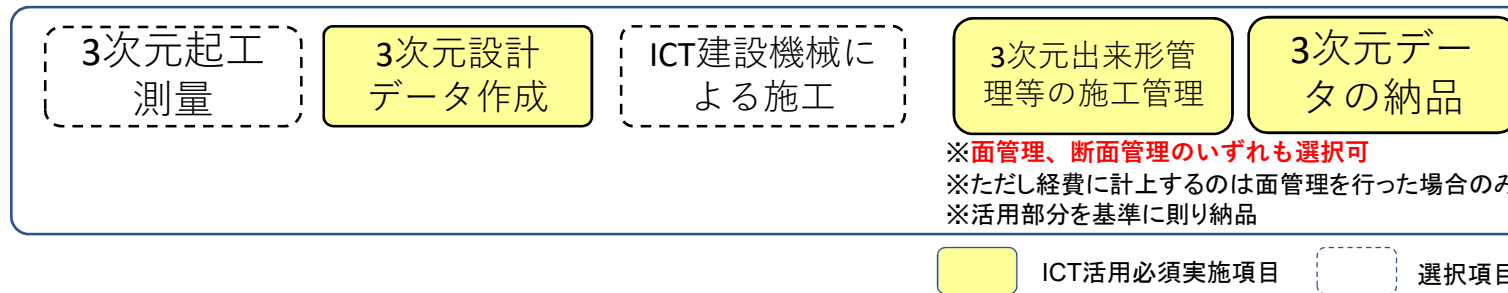 3次元起工
測量
3次元設計
データ作成
ICT建設機械に
よる施工
3次元出来形管
理等の施工管理
3次元デー
タの納品
※面管理、断面管理のいずれも選択可
※ただし経費に計上するのは面管理を行った場合のみ
※活用部分を基準に則り納品
ICT活用必須実施項目
選択項目